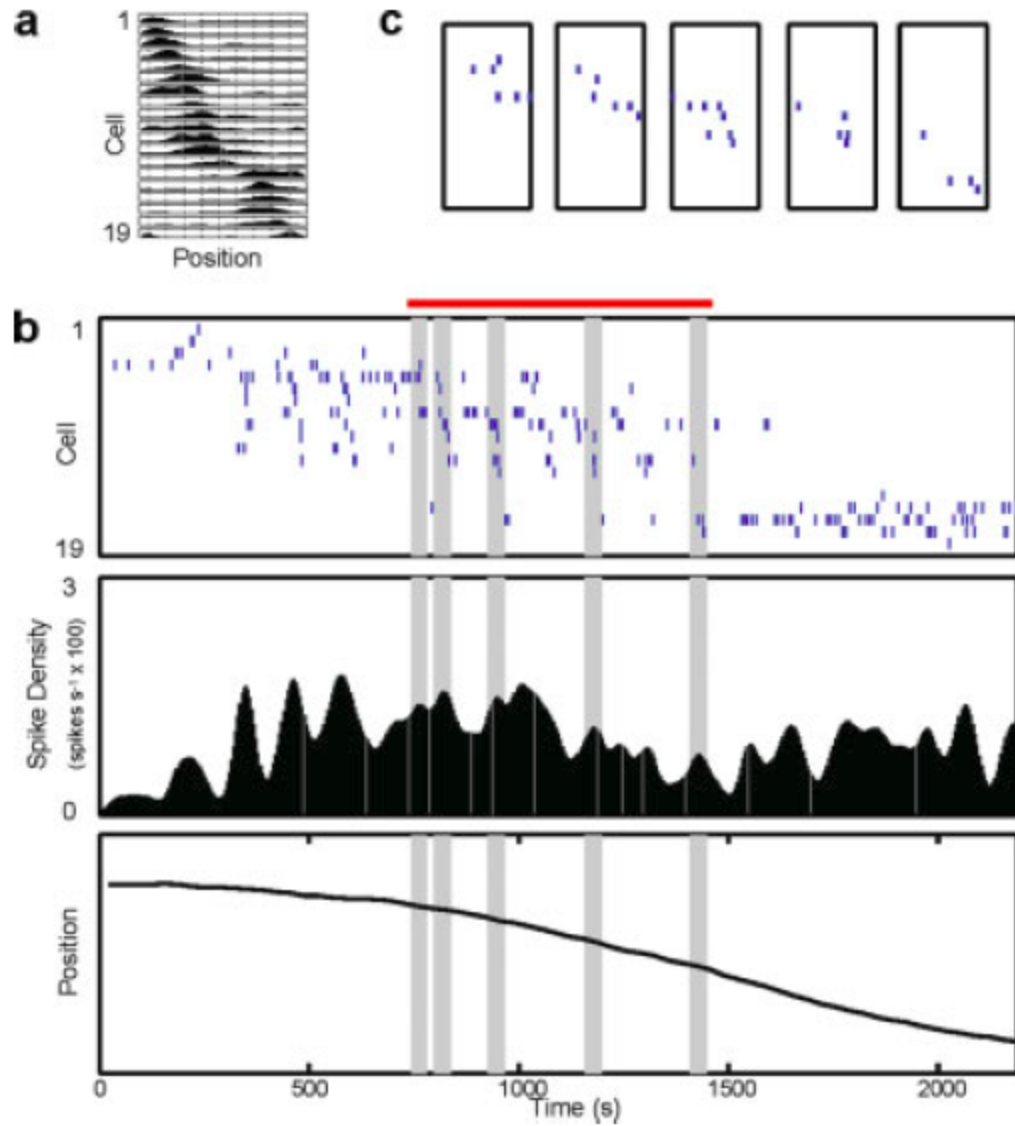 a
1
Cell
19
Position
c
b
1
Cell
19
3
Spike Density
(spikes s⁻¹ x 100)
0
Position
0 500 1000 1500 2000
Time (s)